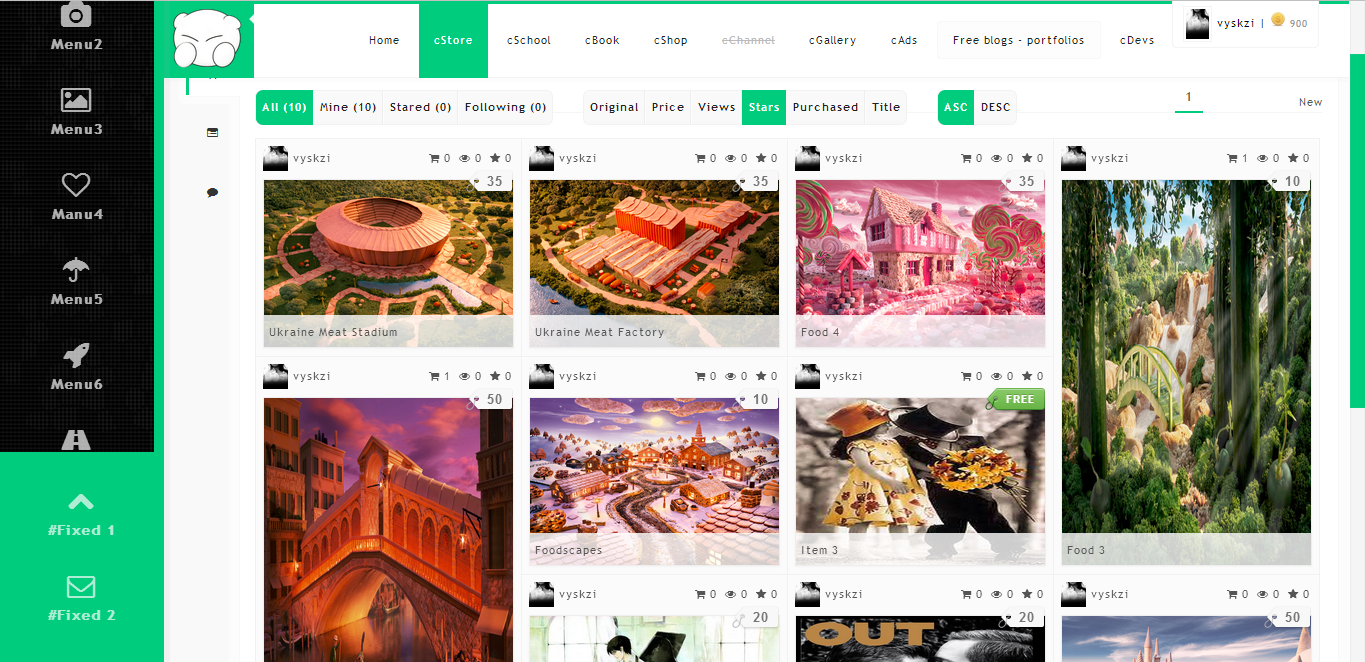 Menu2
Menu3
Manu4
Menu5
Menu6
#Fixed 1
#Fixed 2
Home cStore cSchool cBook cShop cChannel cGallery cAds Free blogs - portfolios cDevs
vyskzi | 900
All (10) Mine (10) Stared (0) Following (0) Original Price Views Stars Purchased Title ASC DESC 1 New
vyskzi 0 0 0
35
Ukraine Meat Stadium
vyskzi 0 0 0
35
Ukraine Meat Factory
vyskzi 0 0 0
35
Food 4
vyskzi 1 0 0
10
Food 3
vyskzi 1 0 0
50
vyskzi 0 0 0
10
Foodscapes
vyskzi 0 0 0
FREE
Item 3
vyskzi 0 0 0
20
vyskzi 0 0 0
20
OUT
vyskzi 0 0 0
50